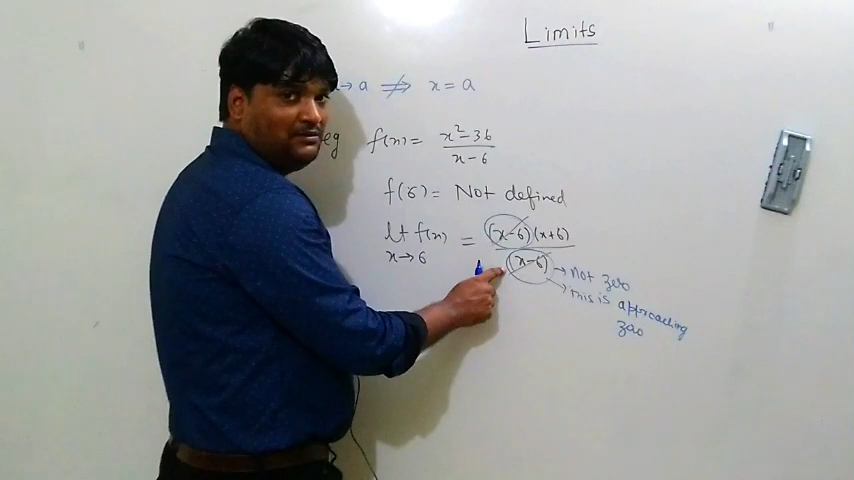 Limits
x → a ⇏ x = a
eg f(x) = x² - 36 / x - 6
f(6) = Not defined
lt x → 6 f(x) = (x-6)(x+6) / (x-6)
→ Not zero
→ this is approaching
zero